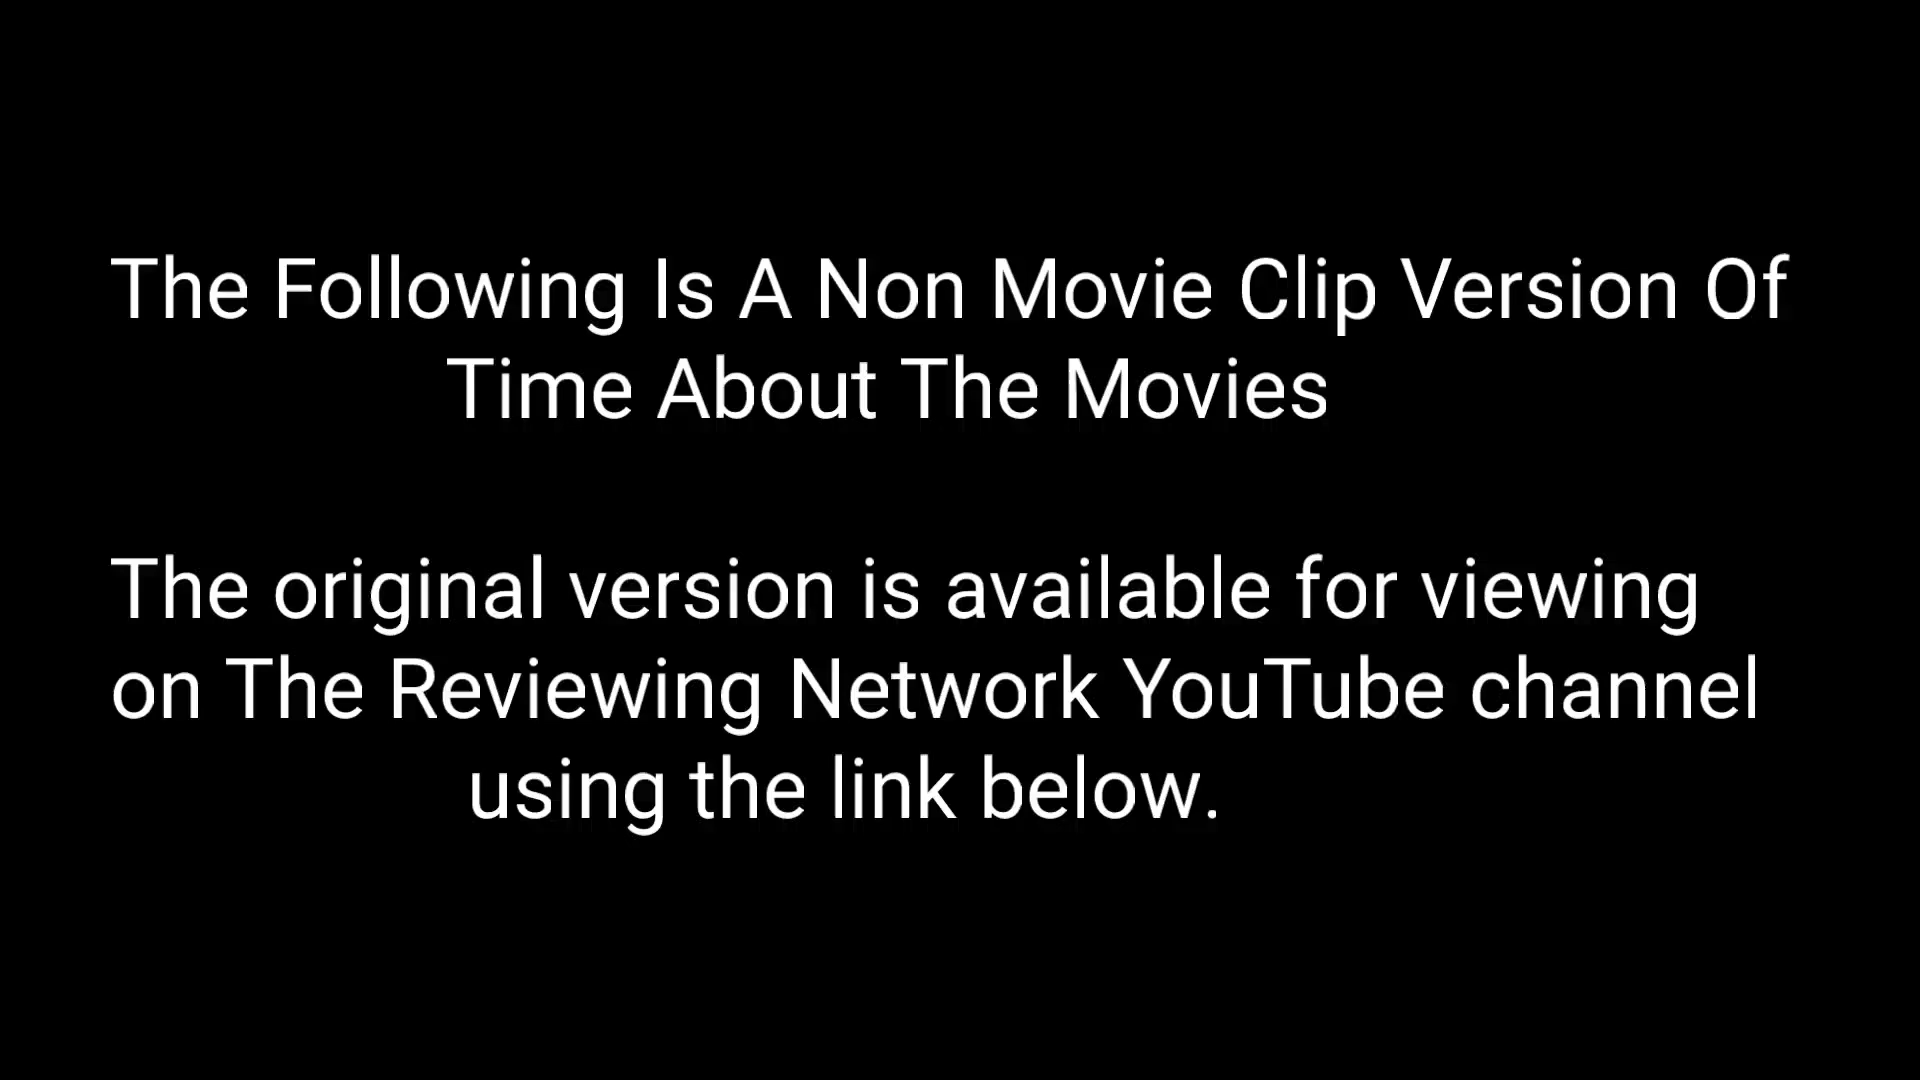 The Following Is A Non Movie Clip Version Of
Time About The Movies
The original version is available for viewing
on The Reviewing Network YouTube channel
using the link below.